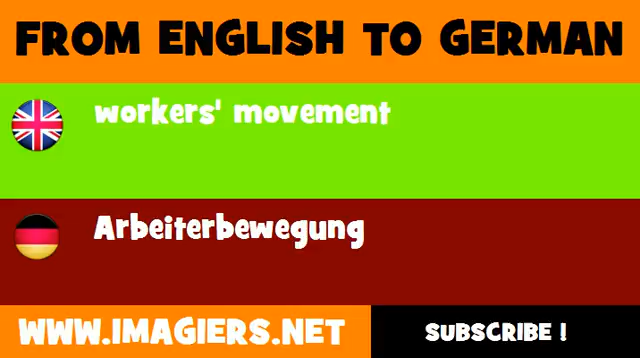 FROM ENGLISH TO GERMAN
workers' movement
Arbeiterbewegung
WWW.IMAGIERS.NET
SUBSCRIBE !